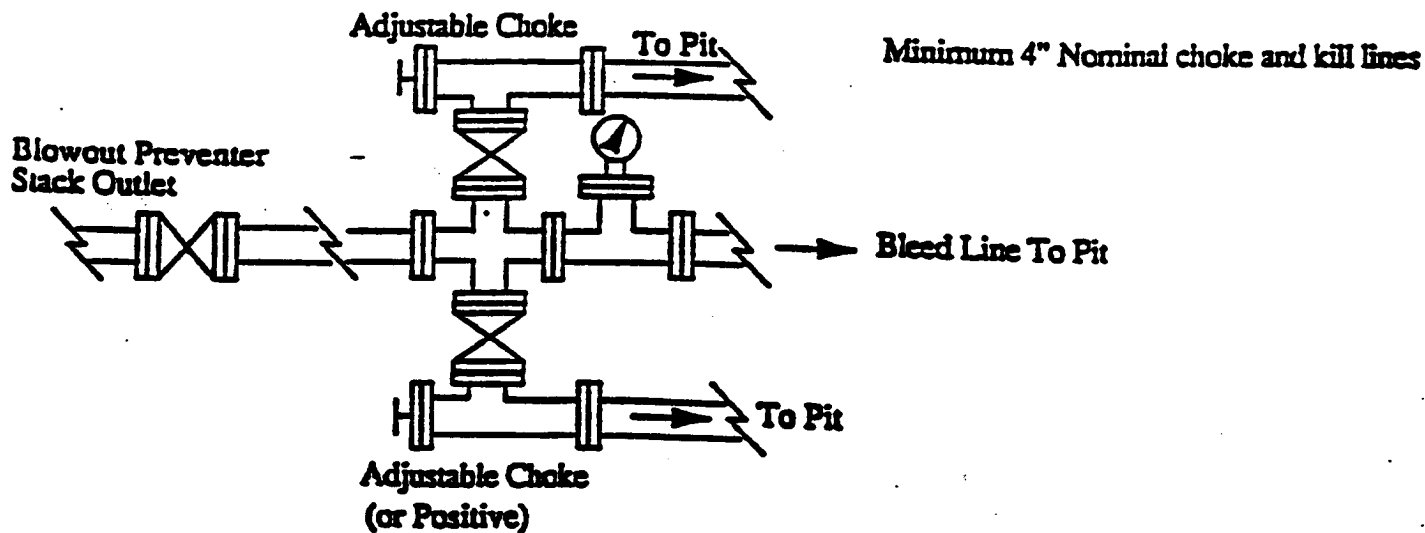 Adjustable Choke
To Pit
Minimum 4" Nominal choke and kill lines
Blowout Preventer
Stack Outlet
Bleed Line To Pit
To Pit
Adjustable Choke
(or Positive)